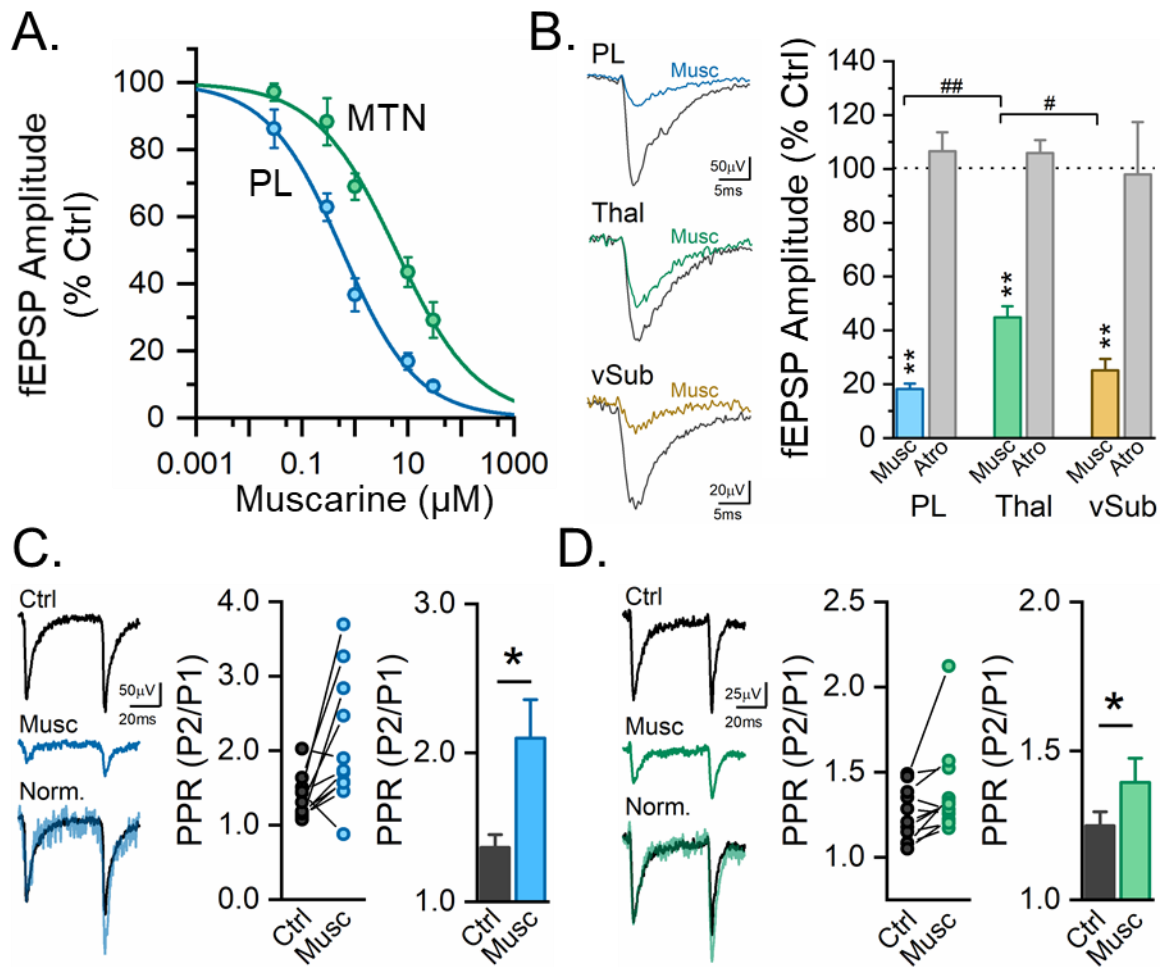 A.
fEPSP Amplitude
(% Ctrl)
100
80
60
40
20
0
MTN
PL
0.001
0.1
10
1000
Muscarine (µM)
B.
PL
Musc
50µV
5ms
Thal
Musc
vSub
Musc
20µV
5ms
fEPSP Amplitude (% Ctrl)
140
120
100
80
60
40
20
0
##
#
**
**
**
Musc
Atro
Musc
Atro
Musc
Atro
PL
Thal
vSub
C.
Ctrl
50µV
20ms
Musc
Norm.
PPR (P2/P1)
4.0
3.0
2.0
1.0
0.0
Ctrl
Musc
PPR (P2/P1)
3.0
2.0
1.0
*
Ctrl
Musc
D.
Ctrl
25µV
20ms
Musc
Norm.
PPR (P2/P1)
2.5
2.0
1.5
1.0
Ctrl
Musc
PPR (P2/P1)
2.0
1.5
1.0
*
Ctrl
Musc